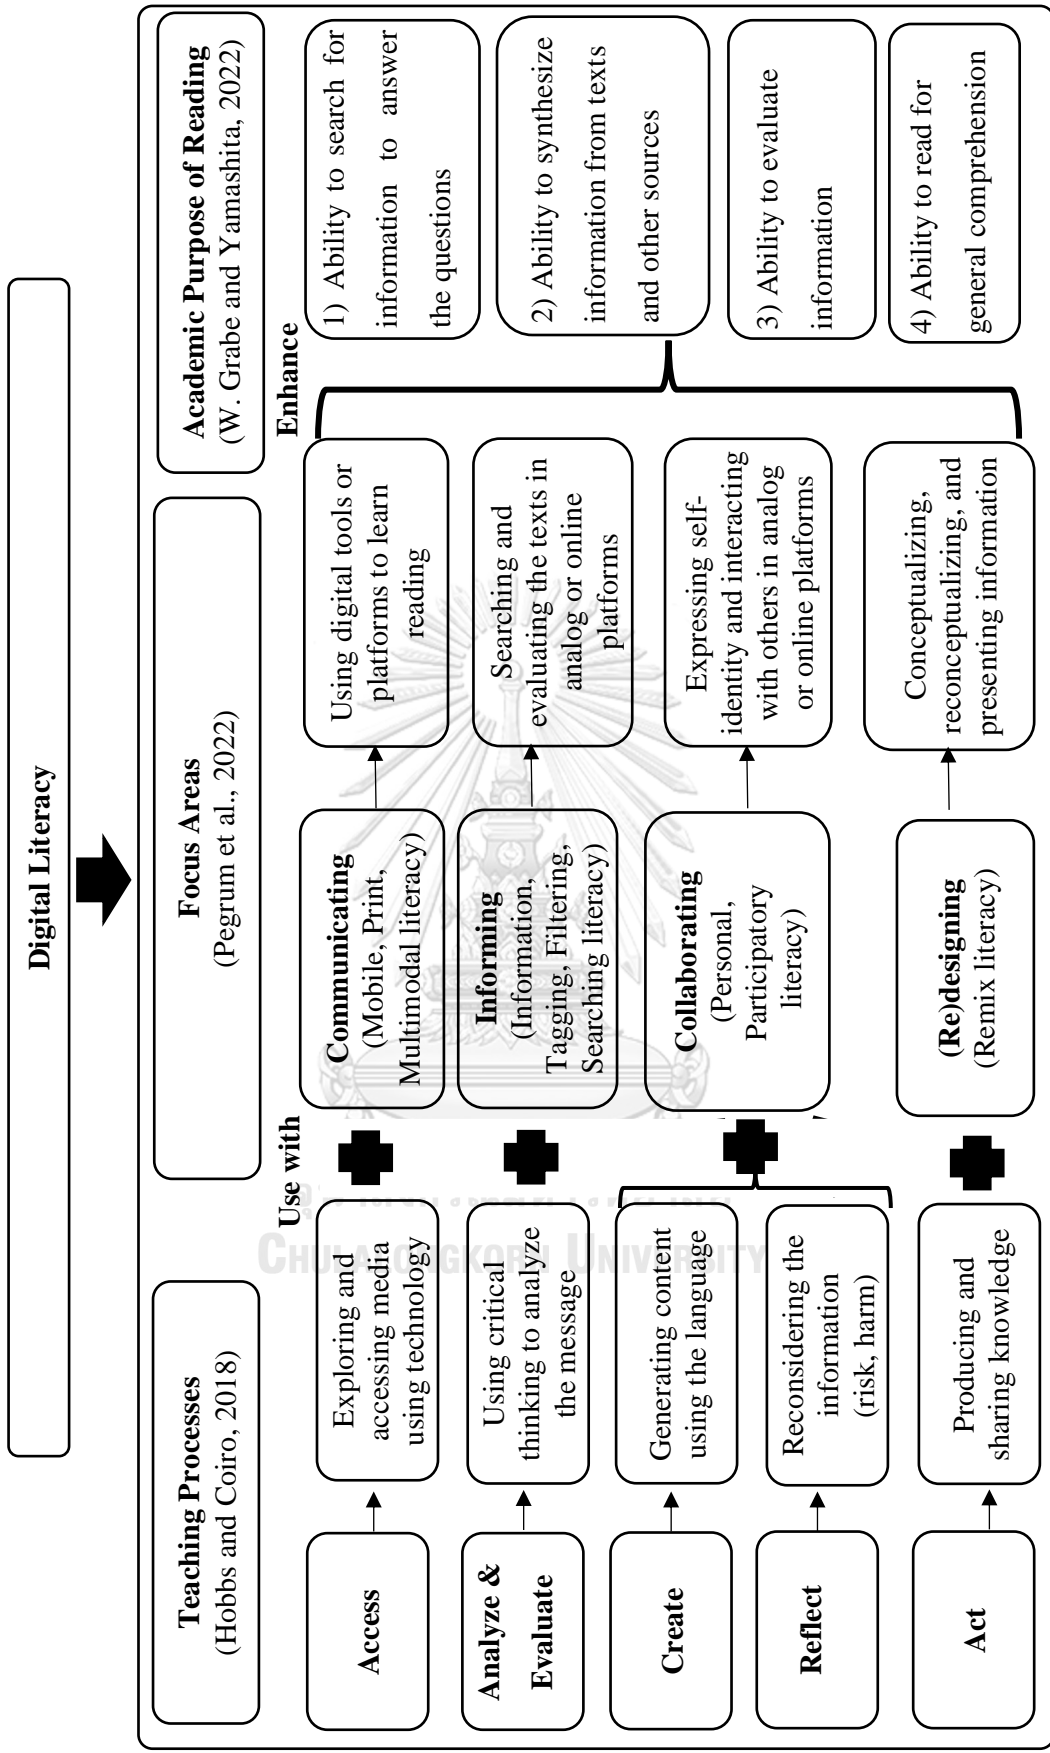 Digital Literacy
Teaching Processes
(Hobbs and Coiro, 2018)
Focus Areas
(Pegrum et al., 2022)
Academic Purpose of Reading
(W. Grabe and Yamashita, 2022)
Use with
Enhance
Access
Exploring and
accessing media
using technology
Communicating
(Mobile, Print,
Multimodal literacy)
Using digital tools or
platforms to learn
reading
Analyze &
Evaluate
Using critical
thinking to analyze
the message
Informing
(Information,
Tagging, Filtering,
Searching literacy)
Searching and
evaluating the texts in
analog or online
platforms
Create
Generating content
using the language
Reflect
Reconsidering the
information
(risk, harm)
Collaborating
(Personal,
Participatory
literacy)
Expressing self-
identity and interacting
with others in analog
or online platforms
Act
Producing and
sharing knowledge
(Re)designing
(Remix literacy)
Conceptualizing,
reconceptualizing, and
presenting information
1) Ability to search for
information to answer
the questions
2) Ability to synthesize
information from texts
and other sources
3) Ability to evaluate
information
4) Ability to read for
general comprehension
CHULALONGKORN UNIVERSITY